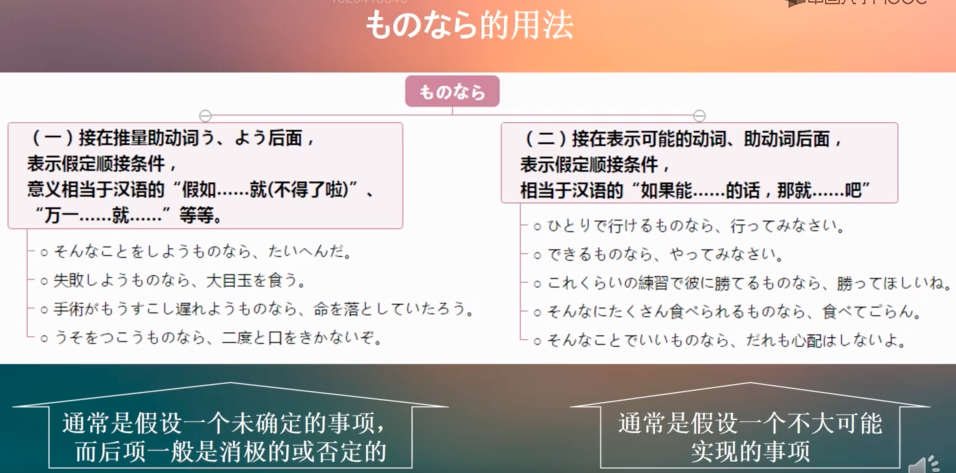 ものなら的用法
ものなら
（一）接在推量助动词う、よう后面，
表示假定顺接条件，
意义相当于汉语的“假如……就(不得了啦)”、
“万一……就……”等等。
○ そんなことをしようものなら、たいへんだ。
○ 失敗しようものなら、大目玉を食う。
○ 手術がもうすこし遅れようものなら、命を落としていたろう。
○ うそをつこうものなら、二度と口をきかないぞ。
（二）接在表示可能的动词、助动词后面，
表示假定顺接条件，
相当于汉语的“如果能……的话，那就……吧”
○ ひとりで行けるものなら、行ってみなさい。
○ できるものなら、やってみなさい。
○ これくらいの練習で彼に勝てるものなら、勝ってほしいね。
○ そんなにたくさん食べられるものなら、食べてごらん。
○ そんなことでいいものなら、だれも心配はしないよ。
通常是假设一个未确定的事项，
而后项一般是消极的或否定的
通常是假设一个不大可能
实现的事项